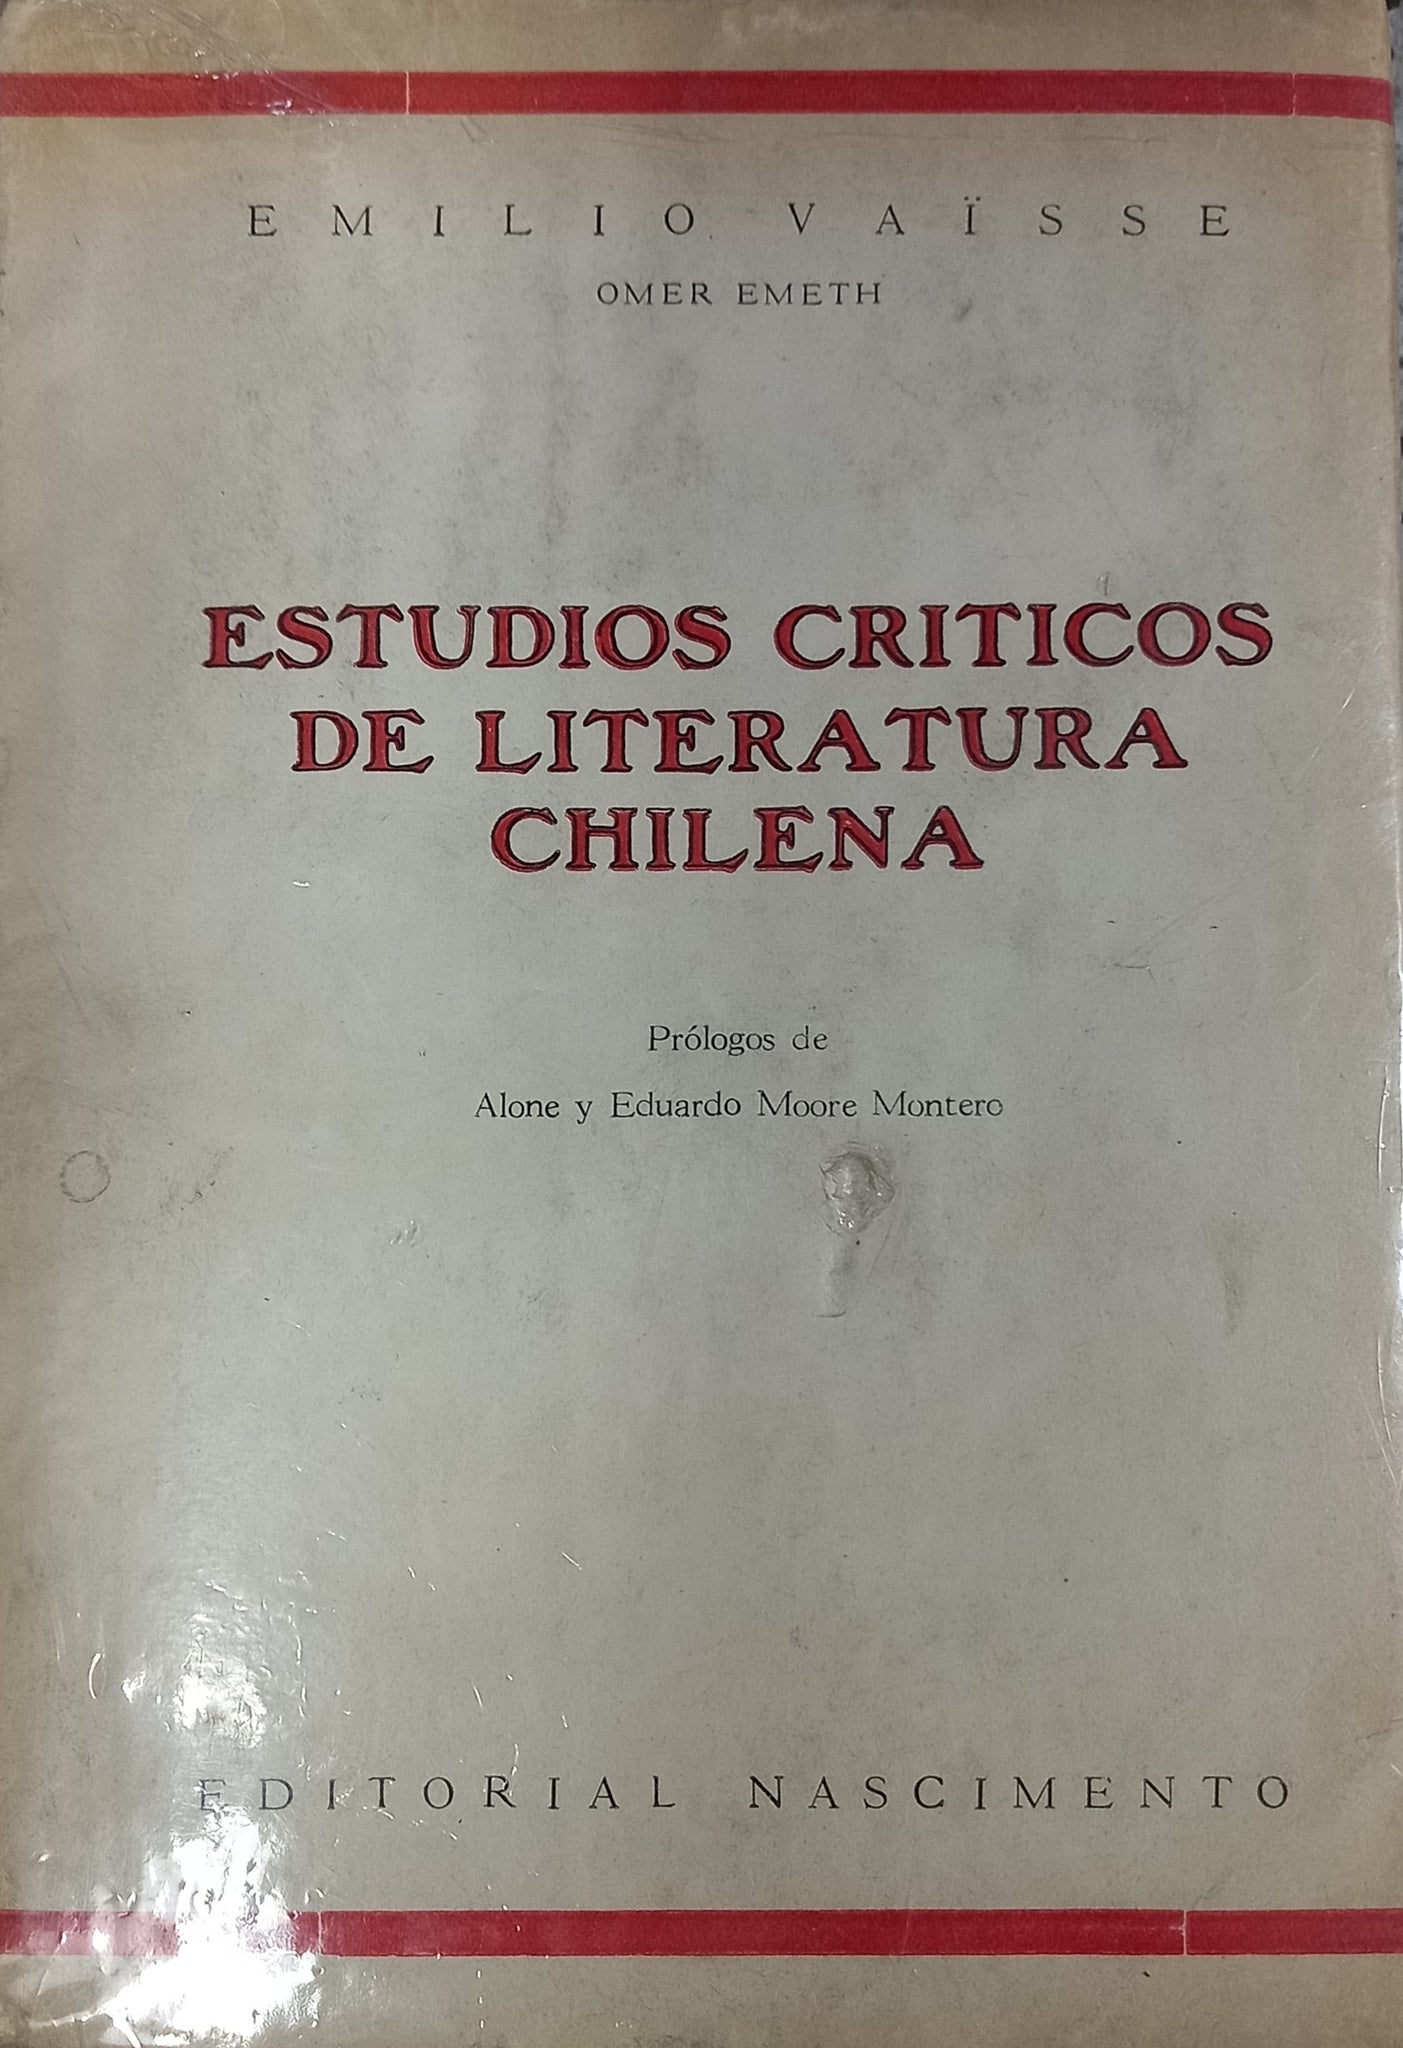 EMILIO VAÏSSE
OMER EMETH
ESTUDIOS CRITICOS
DE LITERATURA
CHILENA
Prólogos de
Alone y Eduardo Moore Montero
EDITORIAL NASCIMENTO